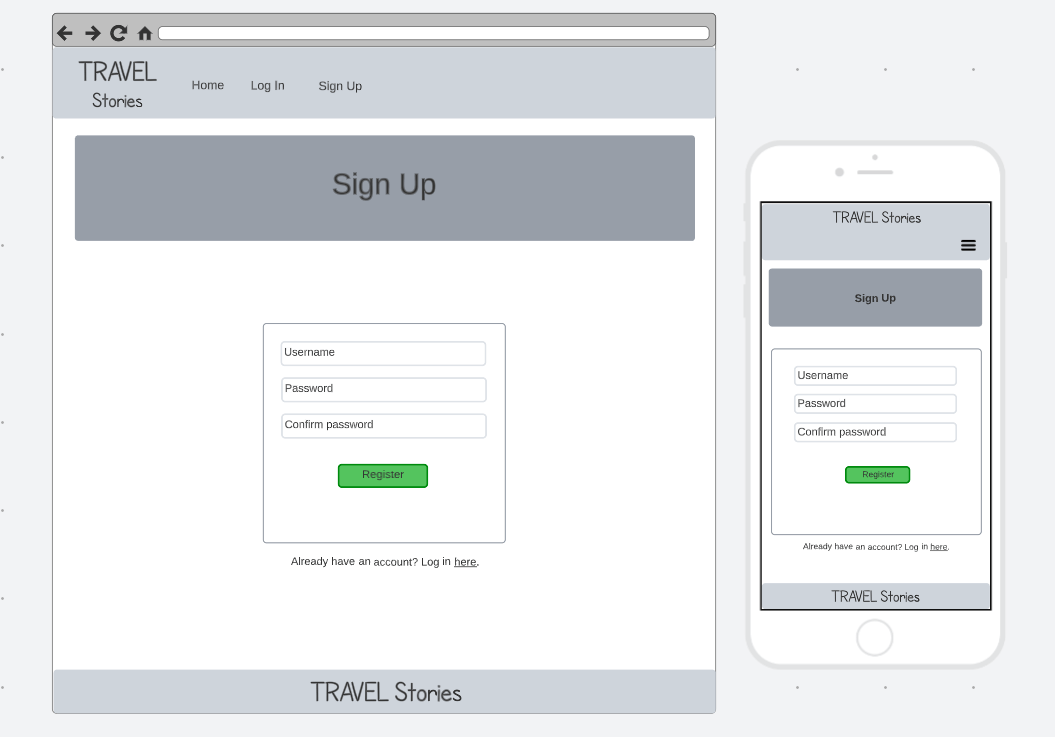 TRAVEL
Stories
Home Log In Sign Up
Sign Up
Username
Password
Confirm password
Register
Already have an account? Log in here.
TRAVEL Stories
TRAVEL Stories
Sign Up
Username
Password
Confirm password
Register
Already have an account? Log in here.
TRAVEL Stories